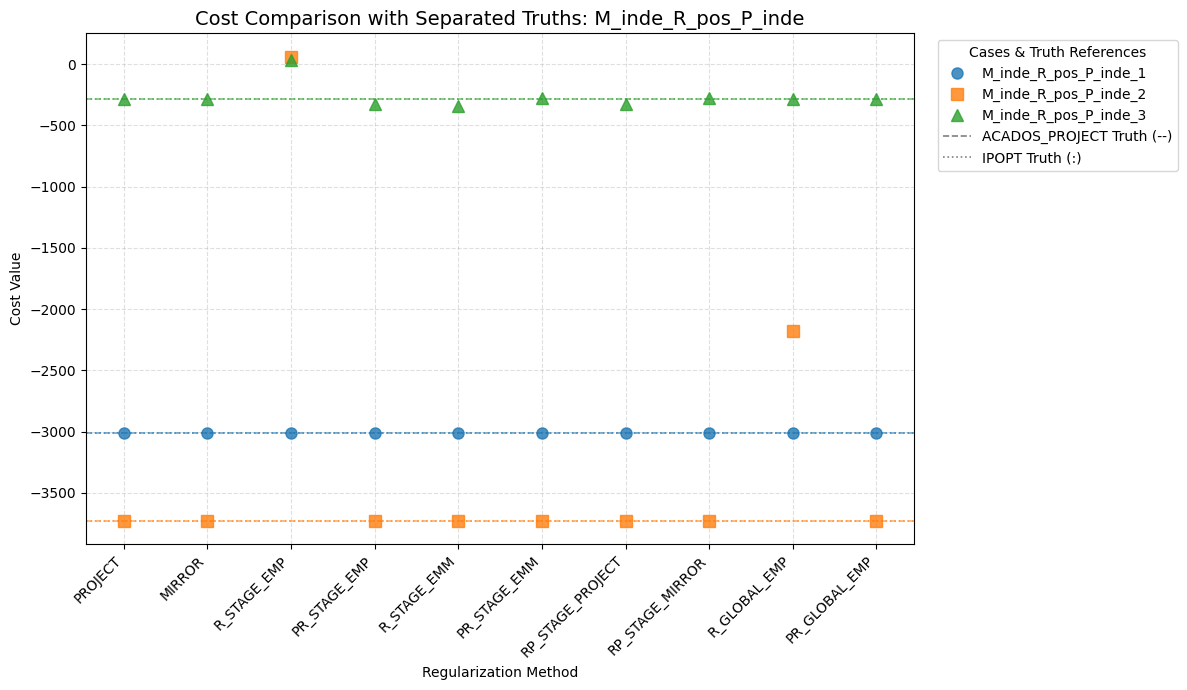 Cost Comparison with Separated Truths: M_inde_R_pos_P_inde
Cost Value
0
−500
−1000
−1500
−2000
−2500
−3000
−3500
PROJECT
MIRROR
R_STAGE_EMP
PR_STAGE_EMP
R_STAGE_EMM
PR_STAGE_EMM
RP_STAGE_PROJECT
RP_STAGE_MIRROR
R_GLOBAL_EMP
PR_GLOBAL_EMP
Regularization Method
Cases & Truth References
M_inde_R_pos_P_inde_1
M_inde_R_pos_P_inde_2
M_inde_R_pos_P_inde_3
ACADOS_PROJECT Truth (--)
IPOPT Truth (:)